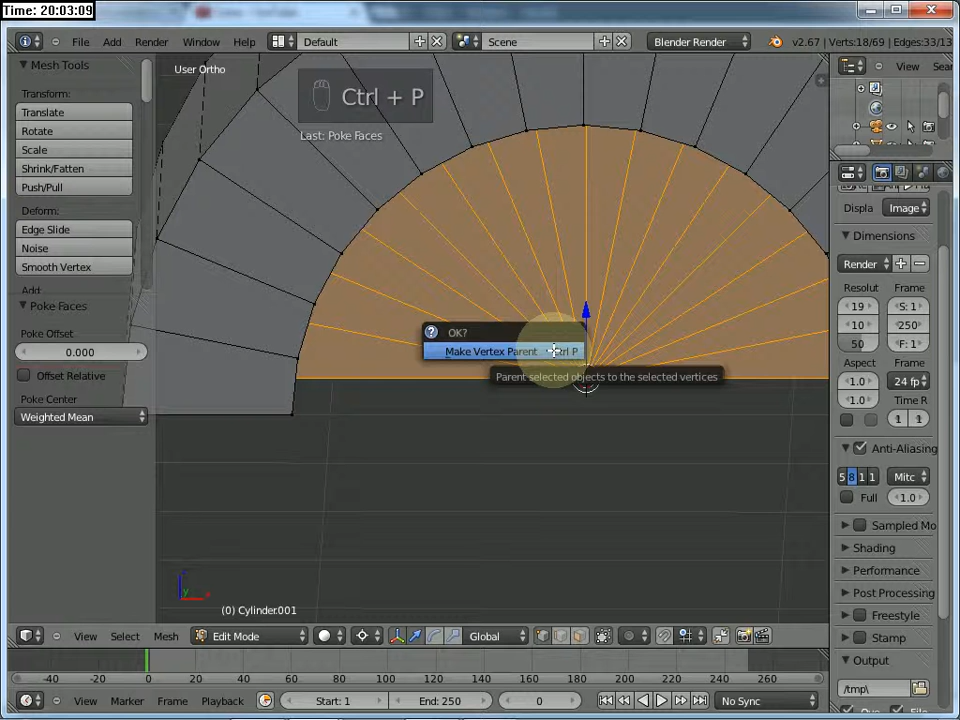 Time: 20:03:09
File Add Render Window Help Default Scene Blender Render v2.67 | Verts:18/69 | Edges:33/13
Mesh Tools
User Ortho
View Sear
Ctrl + P
Last: Poke Faces
Transform:
Translate
Rotate
Scale
Shrink/Fatten
Push/Pull
Deform:
Edge Slide
Noise
Smooth Vertex
Add:
Poke Faces
Poke Offset
0.000
Offset Relative
Poke Center
Weighted Mean
OK?
Make Vertex Parent Ctrl P
Parent selected objects to the selected vertices
Displa Image
Dimensions
Render
Resolut Frame
19 S: 1
10 250
50 F: 1
Aspect Frame
1.0 24 fp
1.0 Time R
1 1
Anti-Aliasing
5 8 1 1 Mitc
Full 1.0
Sampled Mo
Shading
Performance
Post Processing
Freestyle
Stamp
Output
/tmp\
z
y x
(0) Cylinder.001
View Select Mesh Edit Mode Global
-40 -20 0 20 40 60 80 100 120 140 160 180 200 220 240 260
View Marker Frame Playback Start: 1 End: 250 0 No Sync